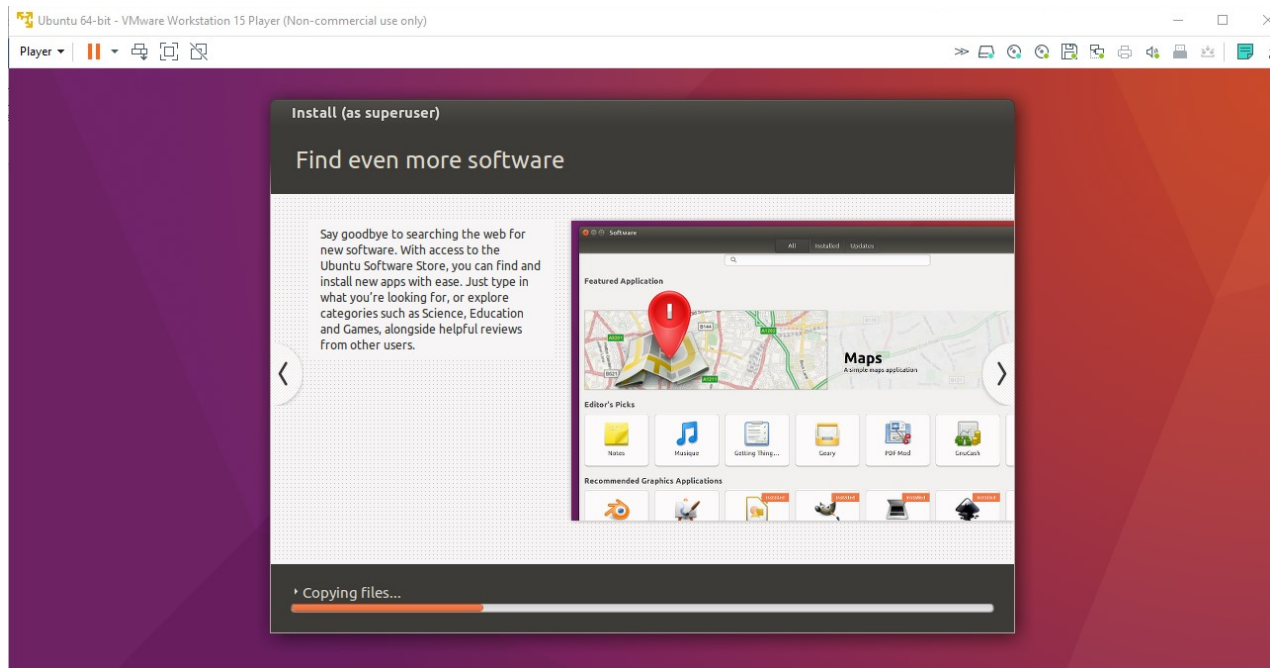 Ubuntu 64-bit - VMware Workstation 15 Player (Non-commercial use only)
Player
Install (as superuser)
Find even more software
Say goodbye to searching the web for
new software. With access to the
Ubuntu Software Store, you can find and
install new apps with ease. Just type in
what you're looking for, or explore
categories such as Science, Education
and Games, alongside helpful reviews
from other users.
Software
All Installed Updates
Featured Application
Maps
A simple maps application
Editor's Picks
Notes Musique Getting Thing... Geary PDF Mod GnuCash
Recommended Graphics Applications
Copying files...